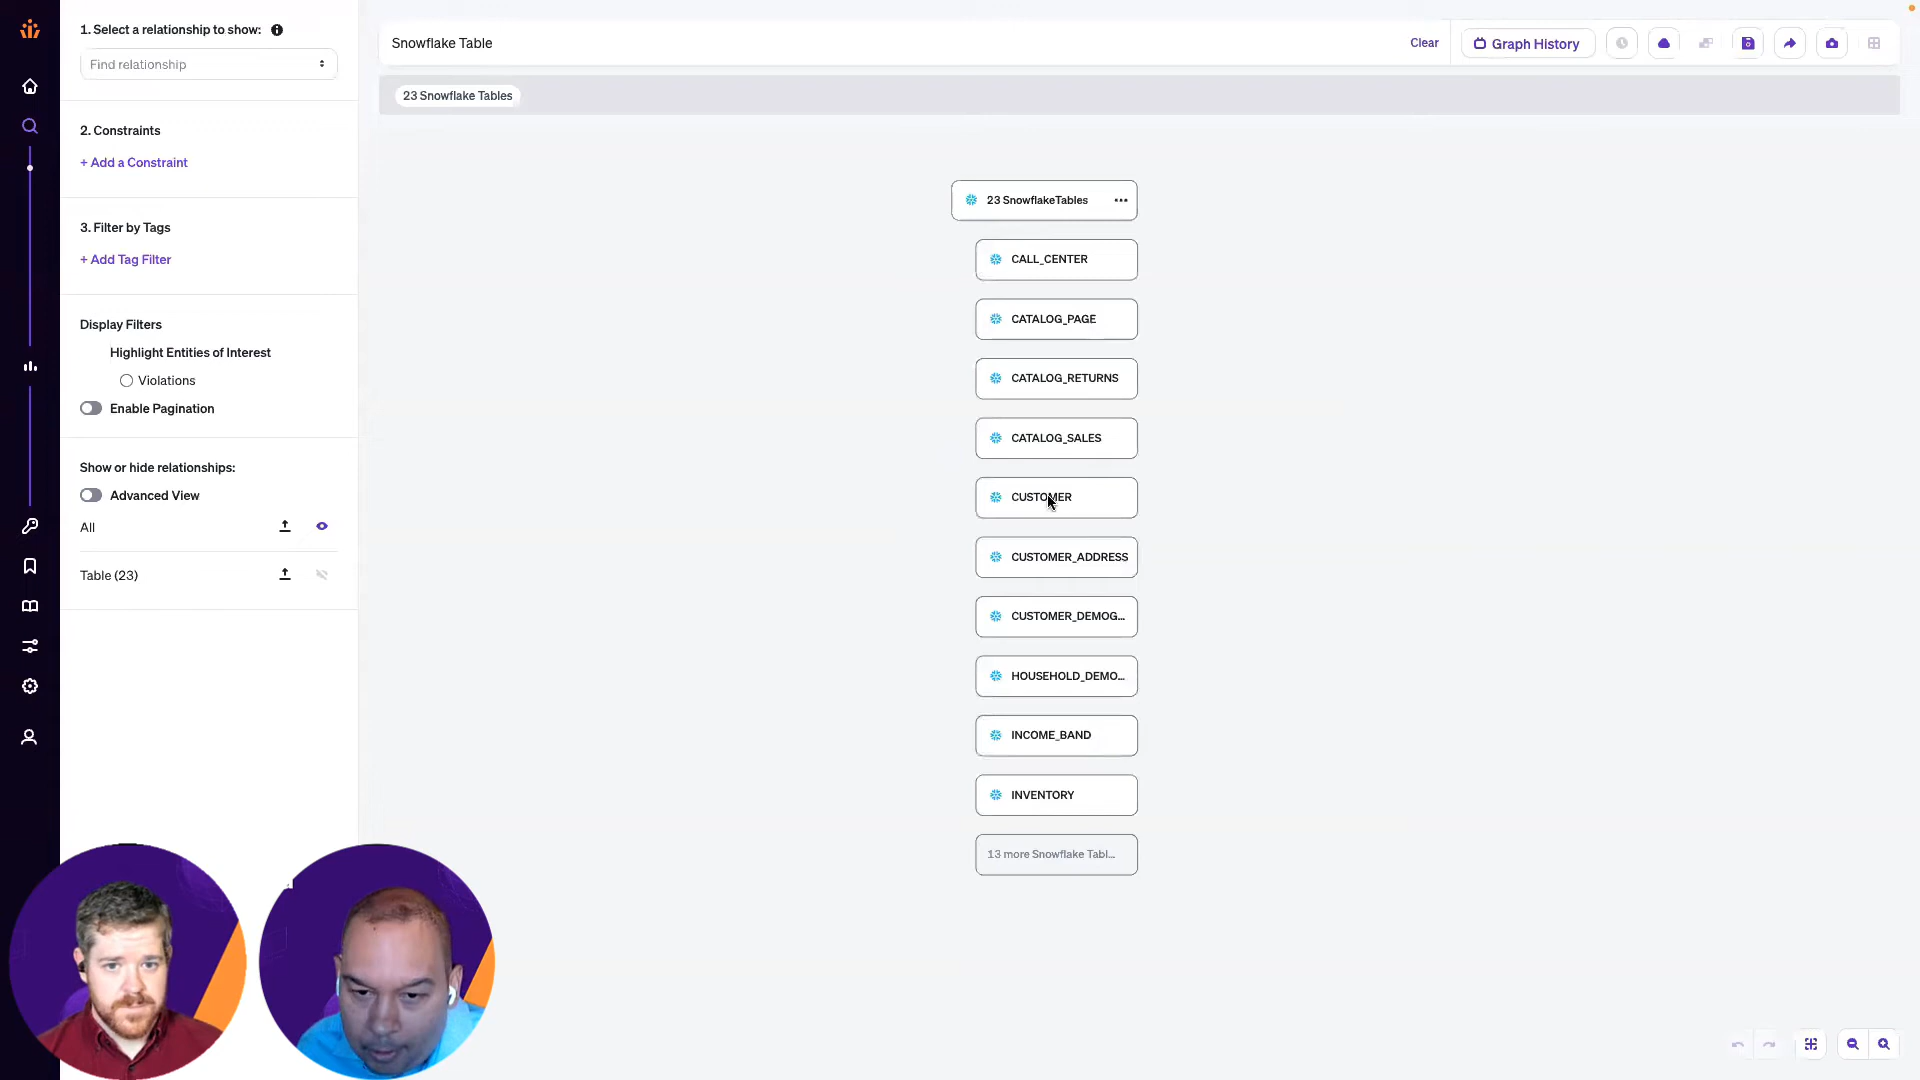 1. Select a relationship to show:
Find relationship
2. Constraints
+ Add a Constraint
3. Filter by Tags
+ Add Tag Filter
Display Filters
Highlight Entities of Interest
Violations
Enable Pagination
Show or hide relationships:
Advanced View
All
Table (23)
Snowflake Table
Clear
Graph History
23 Snowflake Tables
23 SnowflakeTables
CALL_CENTER
CATALOG_PAGE
CATALOG_RETURNS
CATALOG_SALES
CUSTOMER
CUSTOMER_ADDRESS
CUSTOMER_DEMOG...
HOUSEHOLD_DEMO...
INCOME_BAND
INVENTORY
13 more Snowflake Tabl...